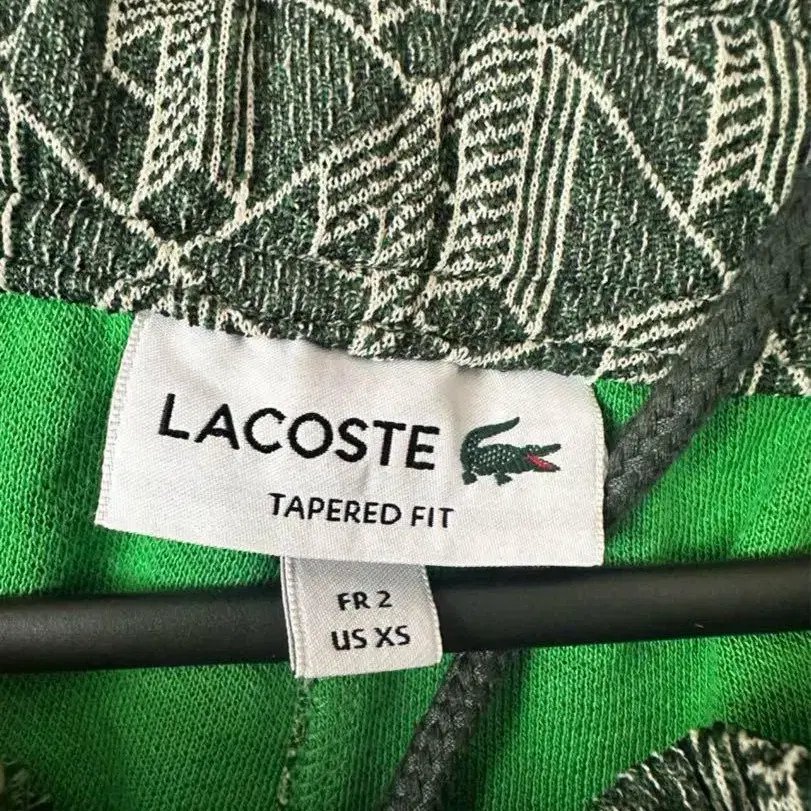 LACOSTE
TAPERED FIT
FR 2
US XS